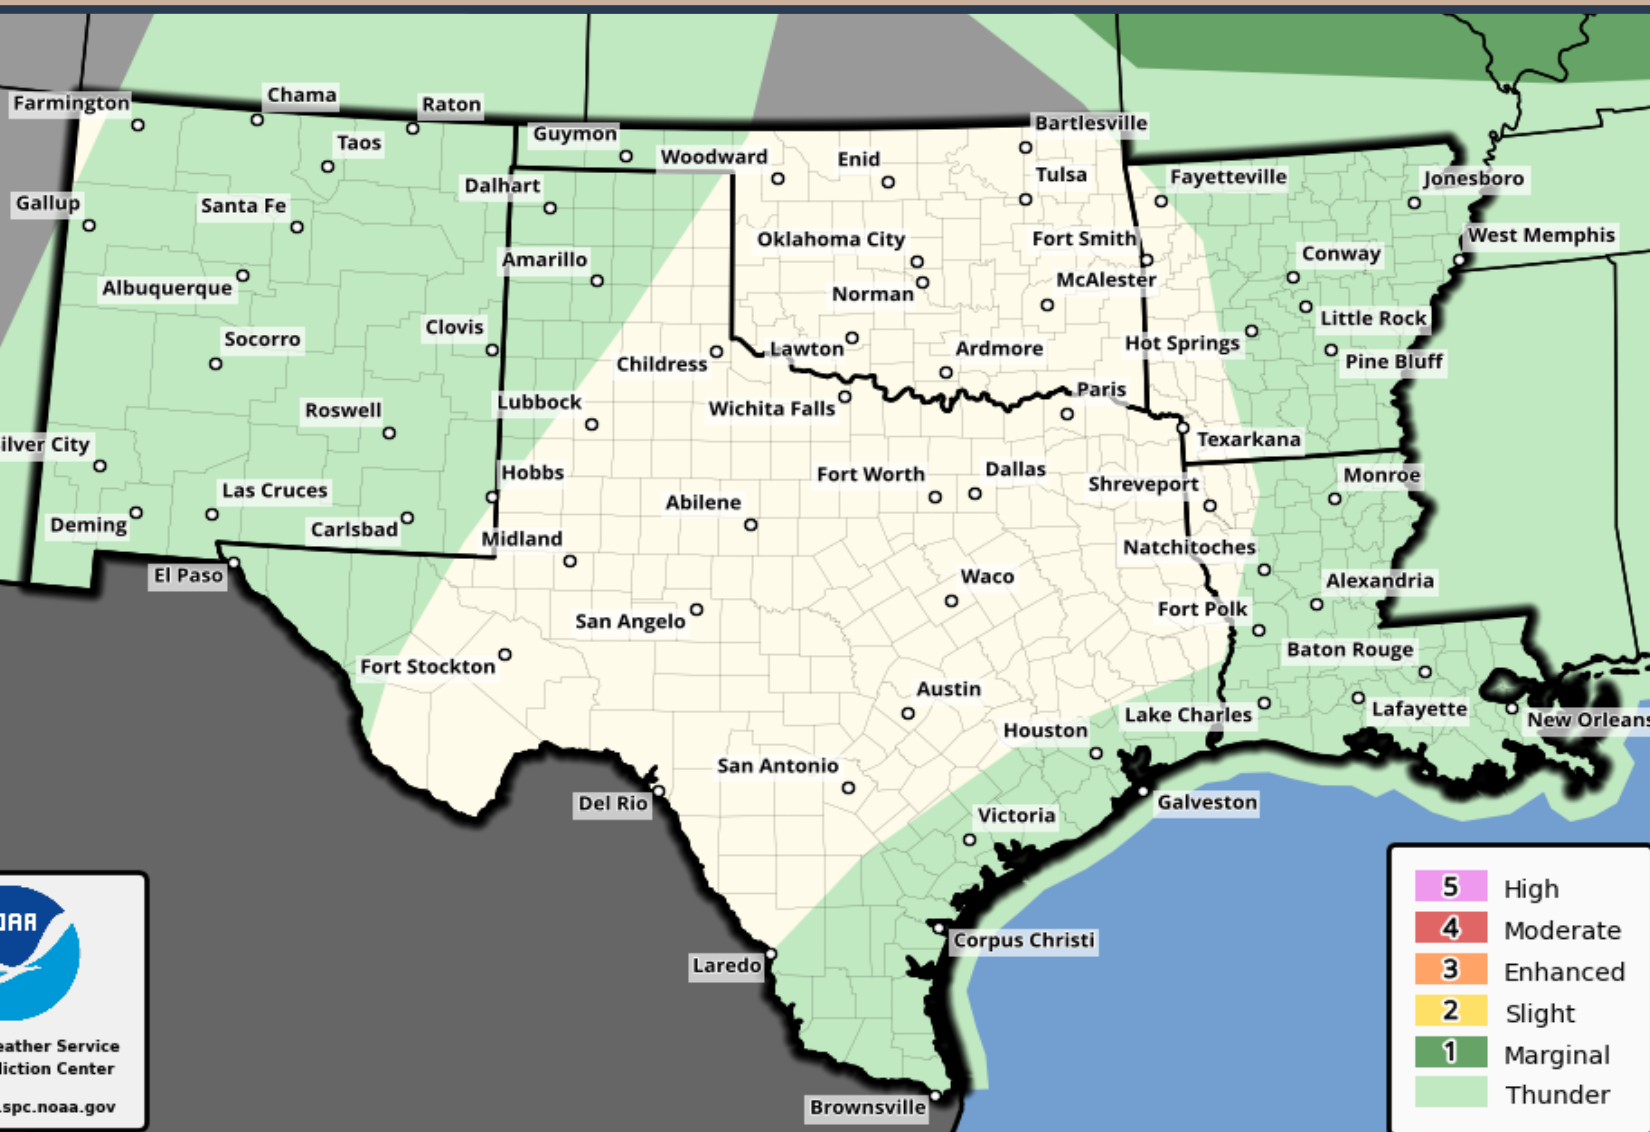 Farmington
Chama
Raton
Taos
Guymon
Woodward
Enid
Bartlesville
Tulsa
Fayetteville
Jonesboro
Gallup
Santa Fe
Dalhart
Oklahoma City
Fort Smith
West Memphis
Albuquerque
Amarillo
Norman
McAlester
Conway
Socorro
Clovis
Childress
Lawton
Ardmore
Hot Springs
Little Rock
Pine Bluff
Roswell
Lubbock
Wichita Falls
Paris
Texarkana
ilver City
Las Cruces
Hobbs
Abilene
Fort Worth
Dallas
Shreveport
Monroe
Deming
Carlsbad
Midland
Natchitoches
El Paso
San Angelo
Waco
Fort Polk
Alexandria
Fort Stockton
Austin
Baton Rouge
Houston
Lake Charles
Lafayette
New Orleans
San Antonio
Del Rio
Victoria
Galveston
Laredo
Corpus Christi
Brownsville
OAA
eather Service
diction Center
.spc.noaa.gov
5 High
4 Moderate
3 Enhanced
2 Slight
1 Marginal
Thunder